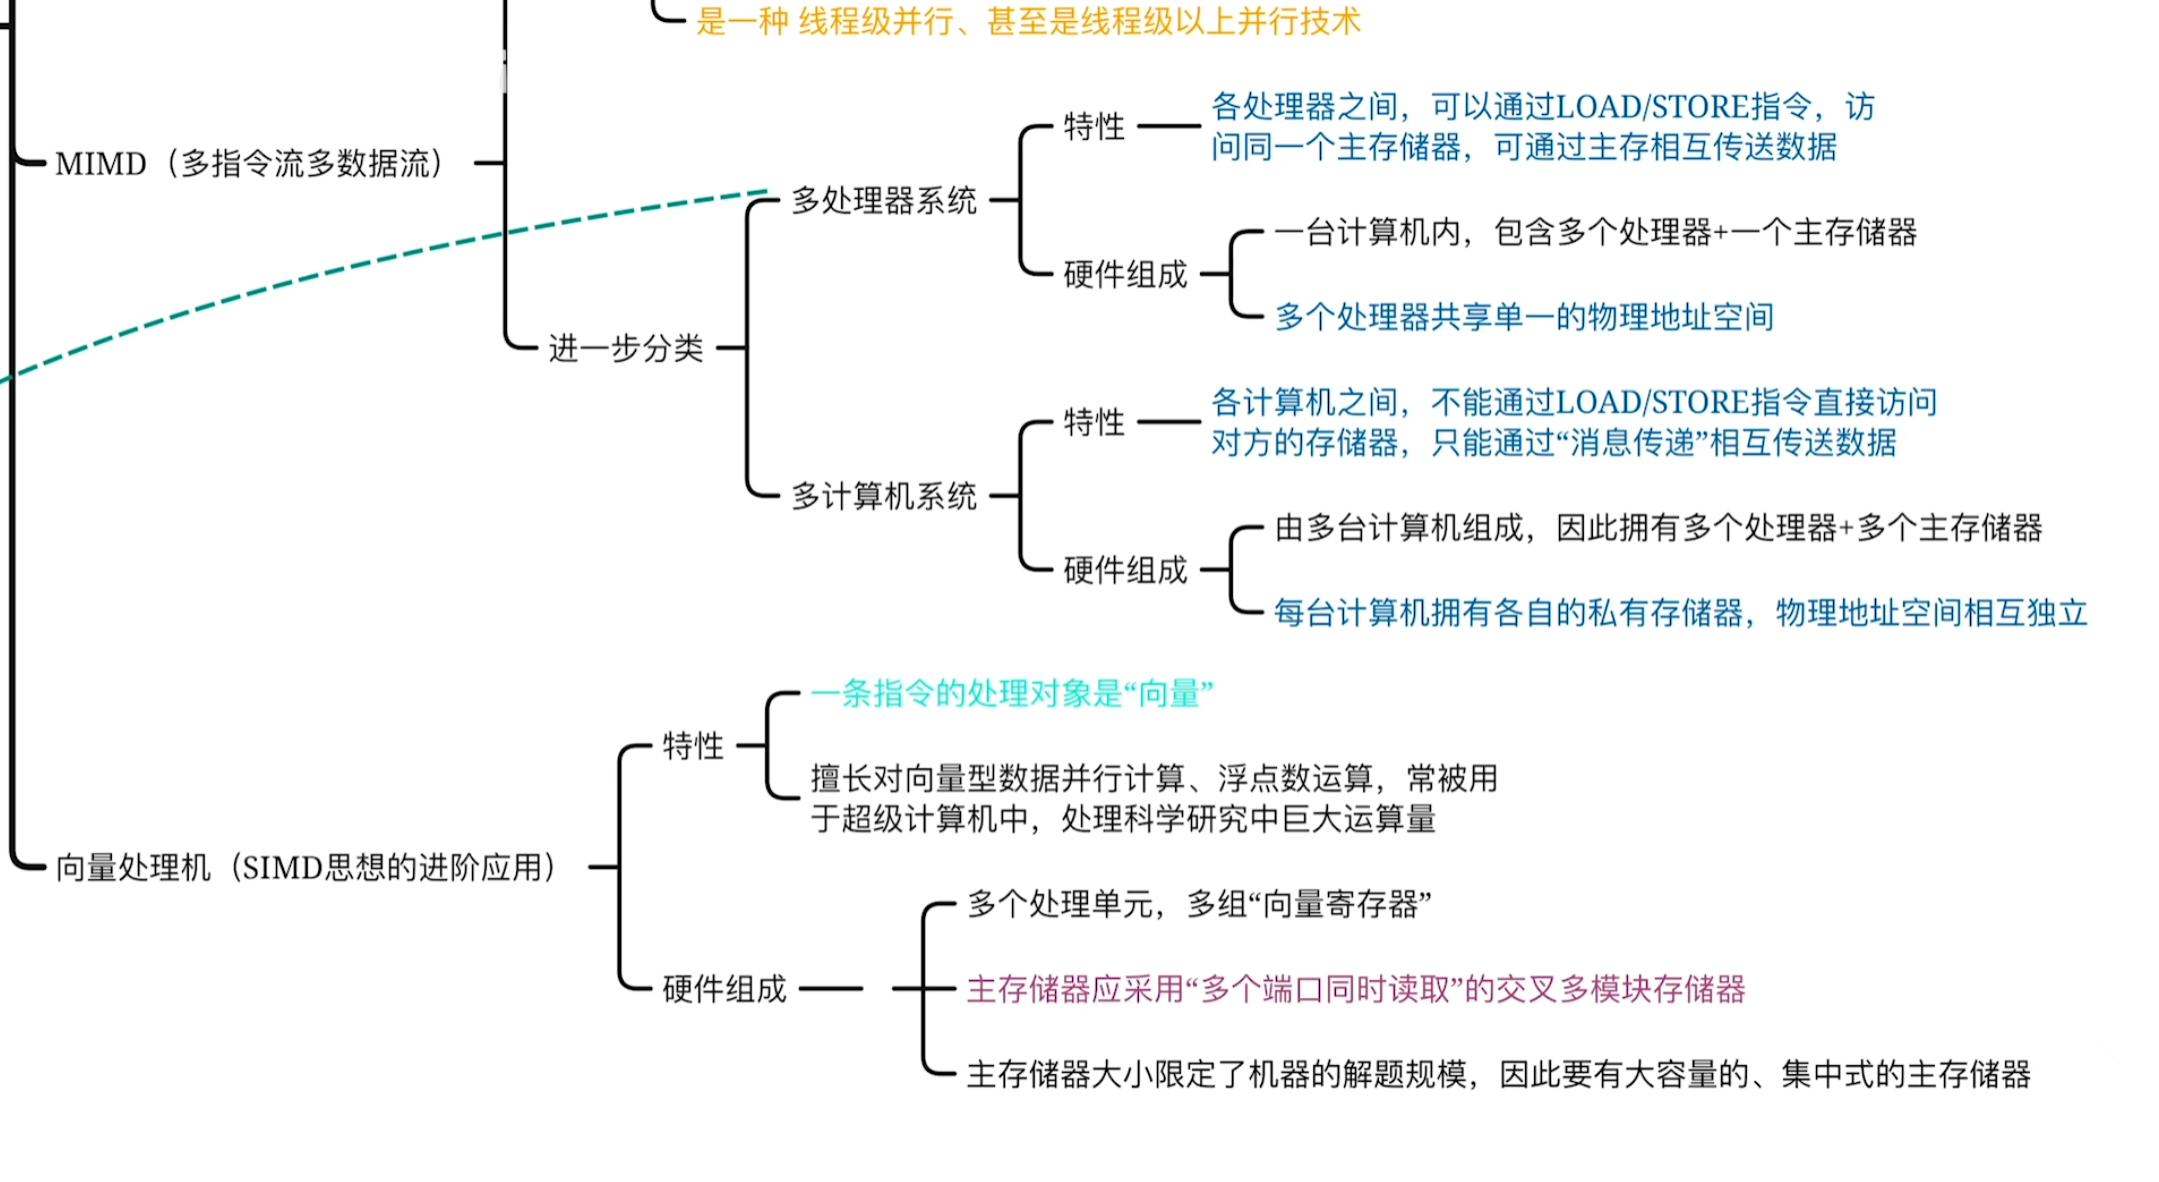 是一种 线程级并行、甚至是线程级以上并行技术
MIMD（多指令流多数据流）
进一步分类
多处理器系统
特性
各处理器之间，可以通过LOAD/STORE指令，访
问同一个主存储器，可通过主存相互传送数据
硬件组成
一台计算机内，包含多个处理器+一个主存储器
多个处理器共享单一的物理地址空间
多计算机系统
特性
各计算机之间，不能通过LOAD/STORE指令直接访问
对方的存储器，只能通过“消息传递”相互传送数据
硬件组成
由多台计算机组成，因此拥有多个处理器+多个主存储器
每台计算机拥有各自的私有存储器，物理地址空间相互独立
向量处理机（SIMD思想的进阶应用）
特性
一条指令的处理对象是“向量”
擅长对向量型数据并行计算、浮点数运算，常被用
于超级计算机中，处理科学研究中巨大运算量
硬件组成
多个处理单元，多组“向量寄存器”
主存储器应采用“多个端口同时读取”的交叉多模块存储器
主存储器大小限定了机器的解题规模，因此要有大容量的、集中式的主存储器